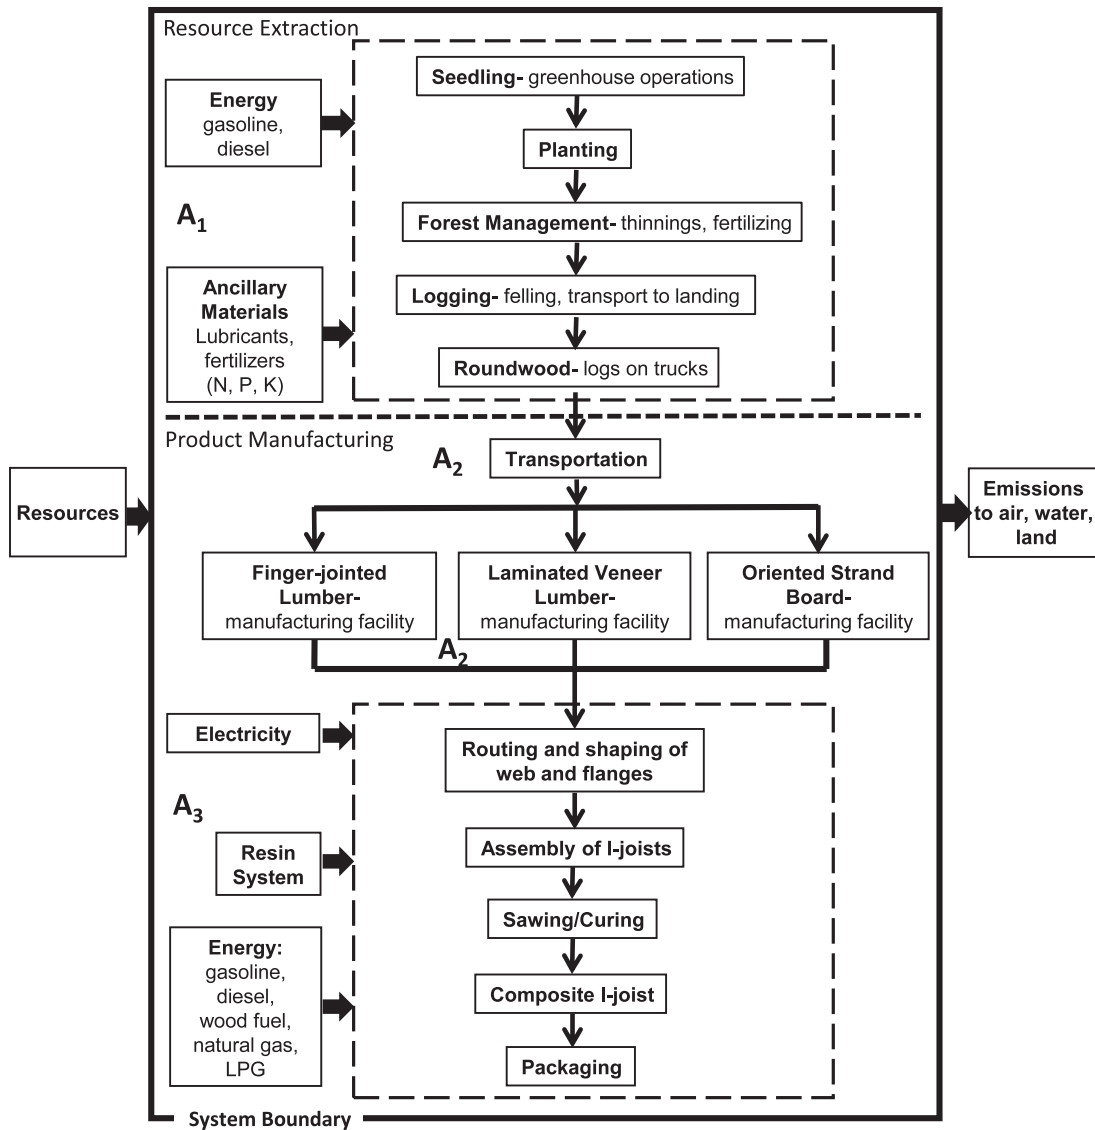 Resource Extraction
Seedling- greenhouse operations
Energy
gasoline,
diesel
Planting
A₁
Forest Management- thinnings, fertilizing
Ancillary
Materials
Lubricants,
fertilizers
(N, P, K)
Logging- felling, transport to landing
Roundwood- logs on trucks
Product Manufacturing
A₂
Transportation
Resources
Emissions
to air, water,
land
Finger-jointed
Lumber-
manufacturing facility
Laminated Veneer
Lumber-
manufacturing facility
Oriented Strand
Board-
manufacturing facility
A₂
Electricity
Routing and shaping of
web and flanges
A₃
Assembly of I-joists
Resin
System
Sawing/Curing
Energy:
gasoline,
diesel,
wood fuel,
natural gas,
LPG
Composite I-joist
Packaging
System Boundary